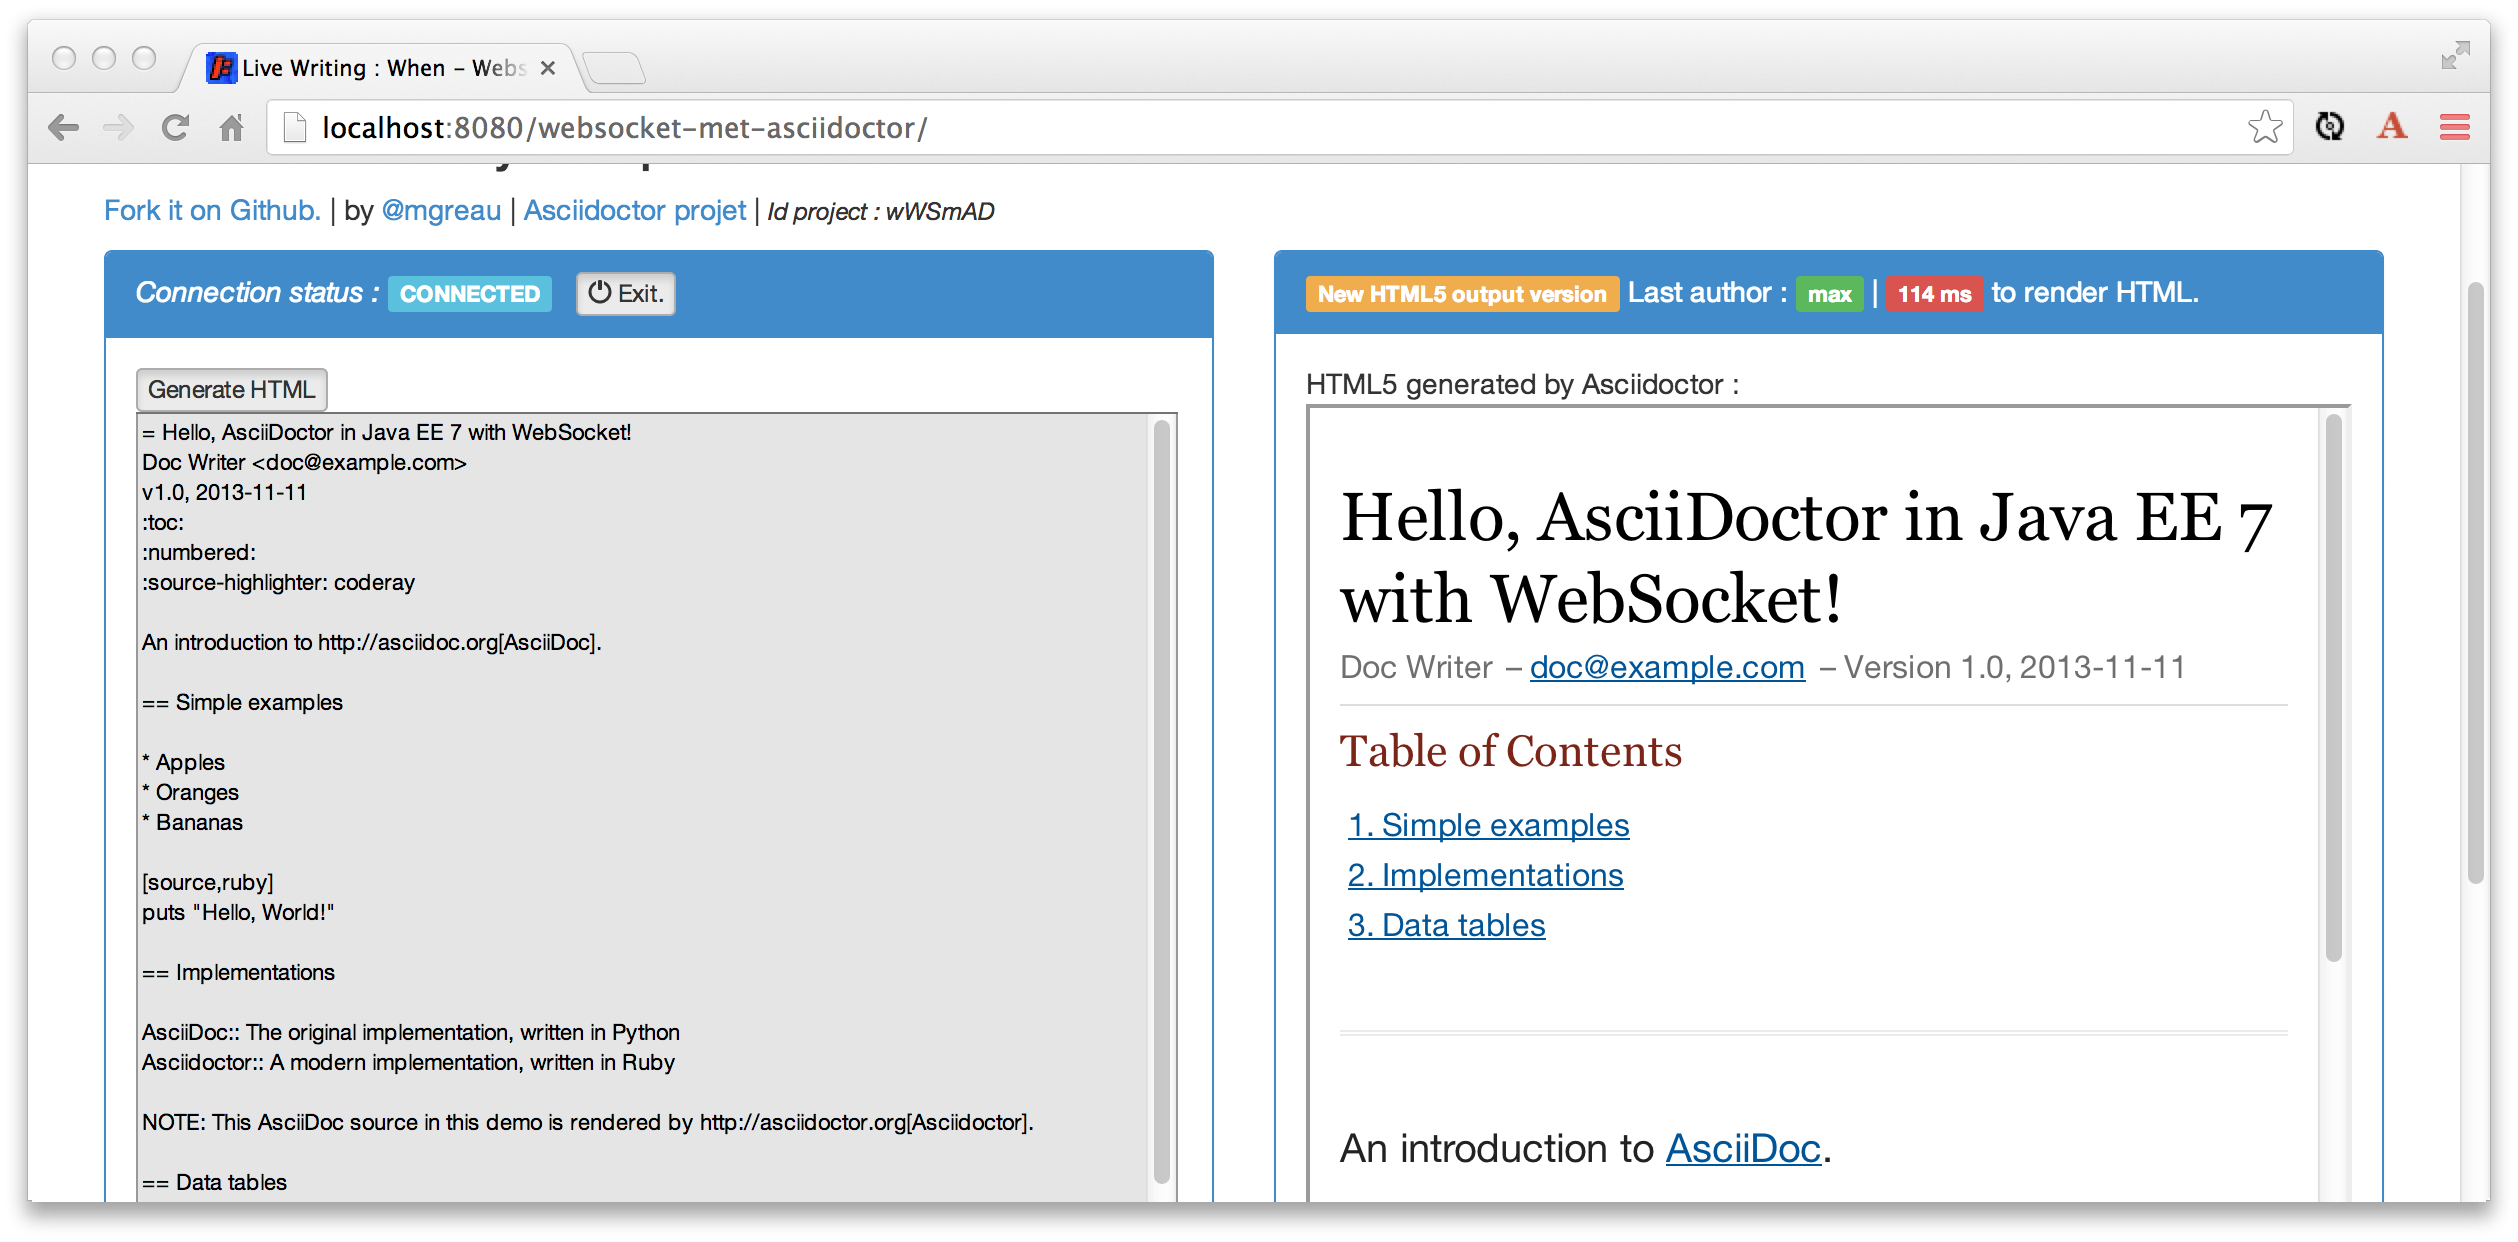 Live Writing : When – Webs
localhost:8080/websocket-met-asciidoctor/
Fork it on Github. | by @mgreau | Asciidoctor projet | Id project : wWSmAD
Connection status : CONNECTED Exit.
Generate HTML
= Hello, AsciiDoctor in Java EE 7 with WebSocket!
Doc Writer <doc@example.com>
v1.0, 2013-11-11
:toc:
:numbered:
:source-highlighter: coderay
An introduction to http://asciidoc.org[AsciiDoc].
== Simple examples
* Apples
* Oranges
* Bananas
[source,ruby]
puts "Hello, World!"
== Implementations
AsciiDoc:: The original implementation, written in Python
Asciidoctor:: A modern implementation, written in Ruby
NOTE: This AsciiDoc source in this demo is rendered by http://asciidoctor.org[Asciidoctor].
== Data tables
New HTML5 output version Last author : max | 114 ms to render HTML.
HTML5 generated by Asciidoctor :
Hello, AsciiDoctor in Java EE 7
with WebSocket!
Doc Writer – doc@example.com – Version 1.0, 2013-11-11
Table of Contents
1. Simple examples
2. Implementations
3. Data tables
An introduction to AsciiDoc.